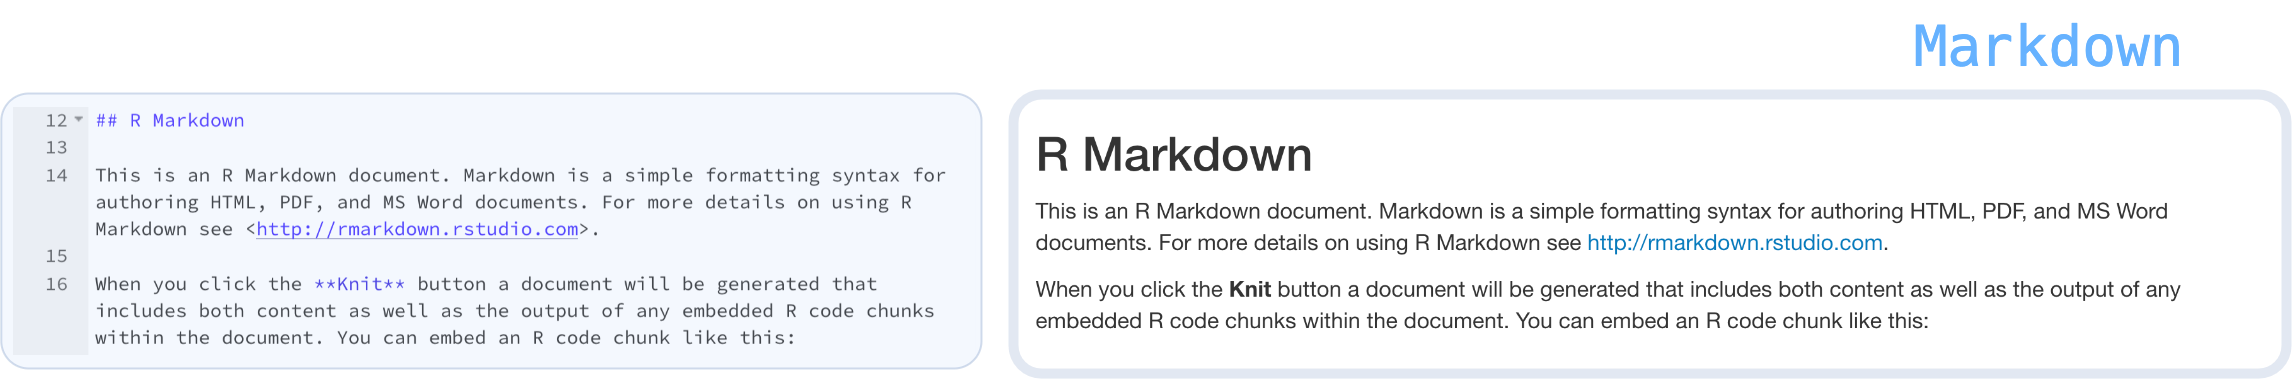 Markdown
12 ## R Markdown
13
14 This is an R Markdown document. Markdown is a simple formatting syntax for
authoring HTML, PDF, and MS Word documents. For more details on using R
Markdown see <http://rmarkdown.rstudio.com>.
15
16 When you click the **Knit** button a document will be generated that
includes both content as well as the output of any embedded R code chunks
within the document. You can embed an R code chunk like this:
R Markdown
This is an R Markdown document. Markdown is a simple formatting syntax for authoring HTML, PDF, and MS Word
documents. For more details on using R Markdown see http://rmarkdown.rstudio.com.
When you click the Knit button a document will be generated that includes both content as well as the output of any
embedded R code chunks within the document. You can embed an R code chunk like this: